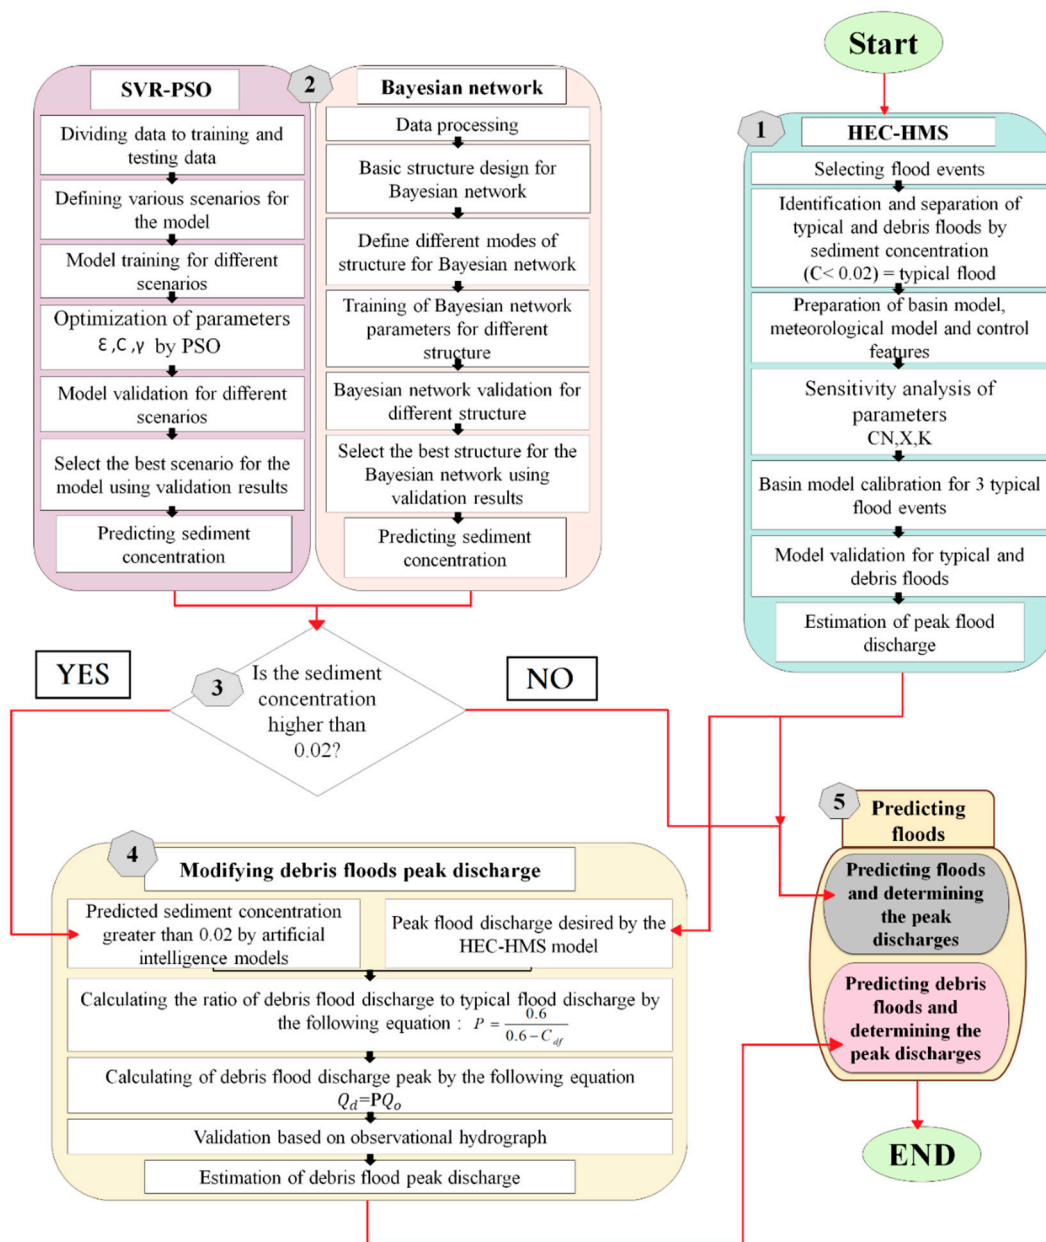 Start
1
HEC-HMS
Selecting flood events
Identification and separation of
typical and debris floods by
sediment concentration
(C< 0.02) = typical flood
Preparation of basin model,
meteorological model and control
features
Sensitivity analysis of
parameters
CN,X,K
Basin model calibration for 3 typical
flood events
Model validation for typical and
debris floods
Estimation of peak flood
discharge
2
SVR-PSO
Dividing data to training and
testing data
Defining various scenarios for
the model
Model training for different
scenarios
Optimization of parameters
ε,C,γ by PSO
Model validation for different
scenarios
Select the best scenario for the
model using validation results
Predicting sediment
concentration
Bayesian network
Data processing
Basic structure design for
Bayesian network
Define different modes of
structure for Bayesian network
Training of Bayesian network
parameters for different
structure
Bayesian network validation for
different structure
Select the best structure for the
Bayesian network using
validation results
Predicting sediment
concentration
3
Is the sediment
concentration
higher than
0.02?
YES
NO
4
Modifying debris floods peak discharge
Predicted sediment concentration
greater than 0.02 by artificial
intelligence models
Peak flood discharge desired by the
HEC-HMS model
Calculating the ratio of debris flood discharge to typical flood discharge by
the following equation : P = 0.6 / (0.6 − C_df)
Calculating of debris flood discharge peak by the following equation
Q_d=PQ_o
Validation based on observational hydrograph
Estimation of debris flood peak discharge
5
Predicting
floods
Predicting floods
and determining
the peak
discharges
Predicting debris
floods and
determining the
peak discharges
END